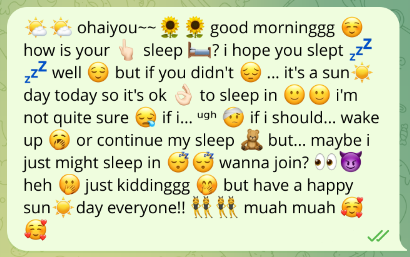 🌤️🌤️ ohaiyou~~ 🌻🌻 good morninggg ☺️
how is your 👆🏻 sleep 🛏️? i hope you slept 💤
💤 well 😌 but if you didn't 😔 ... it's a sun☀️
day today so it's ok 👌🏻 to sleep in 🙂🙂 i'm
not quite sure 😪 if i... ᵘᵍʰ 🤕 if i should... wake
up 🥱 or continue my sleep 🧸 but... maybe i
just might sleep in 😴😴 wanna join? 👀😈
heh 🤭 just kiddinggg 🤭 but have a happy
sun☀️day everyone!! 👯‍♀️👯‍♀️ muah muah 🥰
🥰